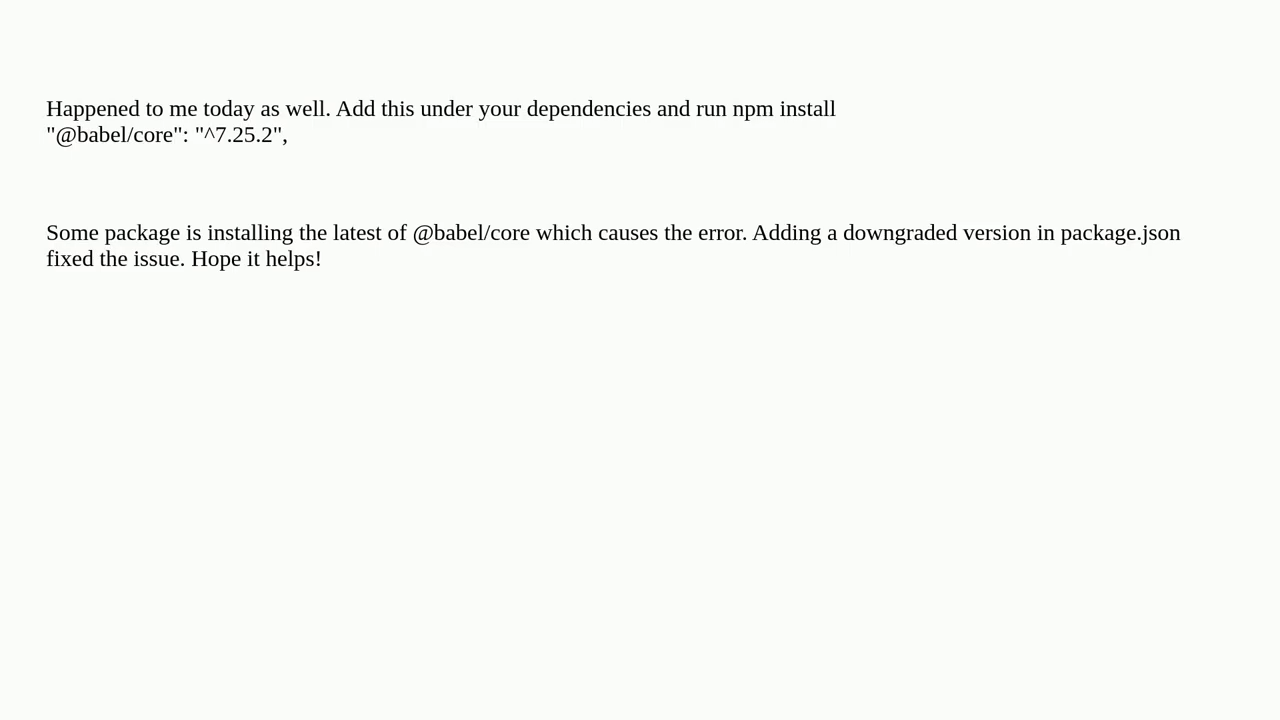 Happened to me today as well. Add this under your dependencies and run npm install
"@babel/core": "^7.25.2",
Some package is installing the latest of @babel/core which causes the error. Adding a downgraded version in package.json
fixed the issue. Hope it helps!